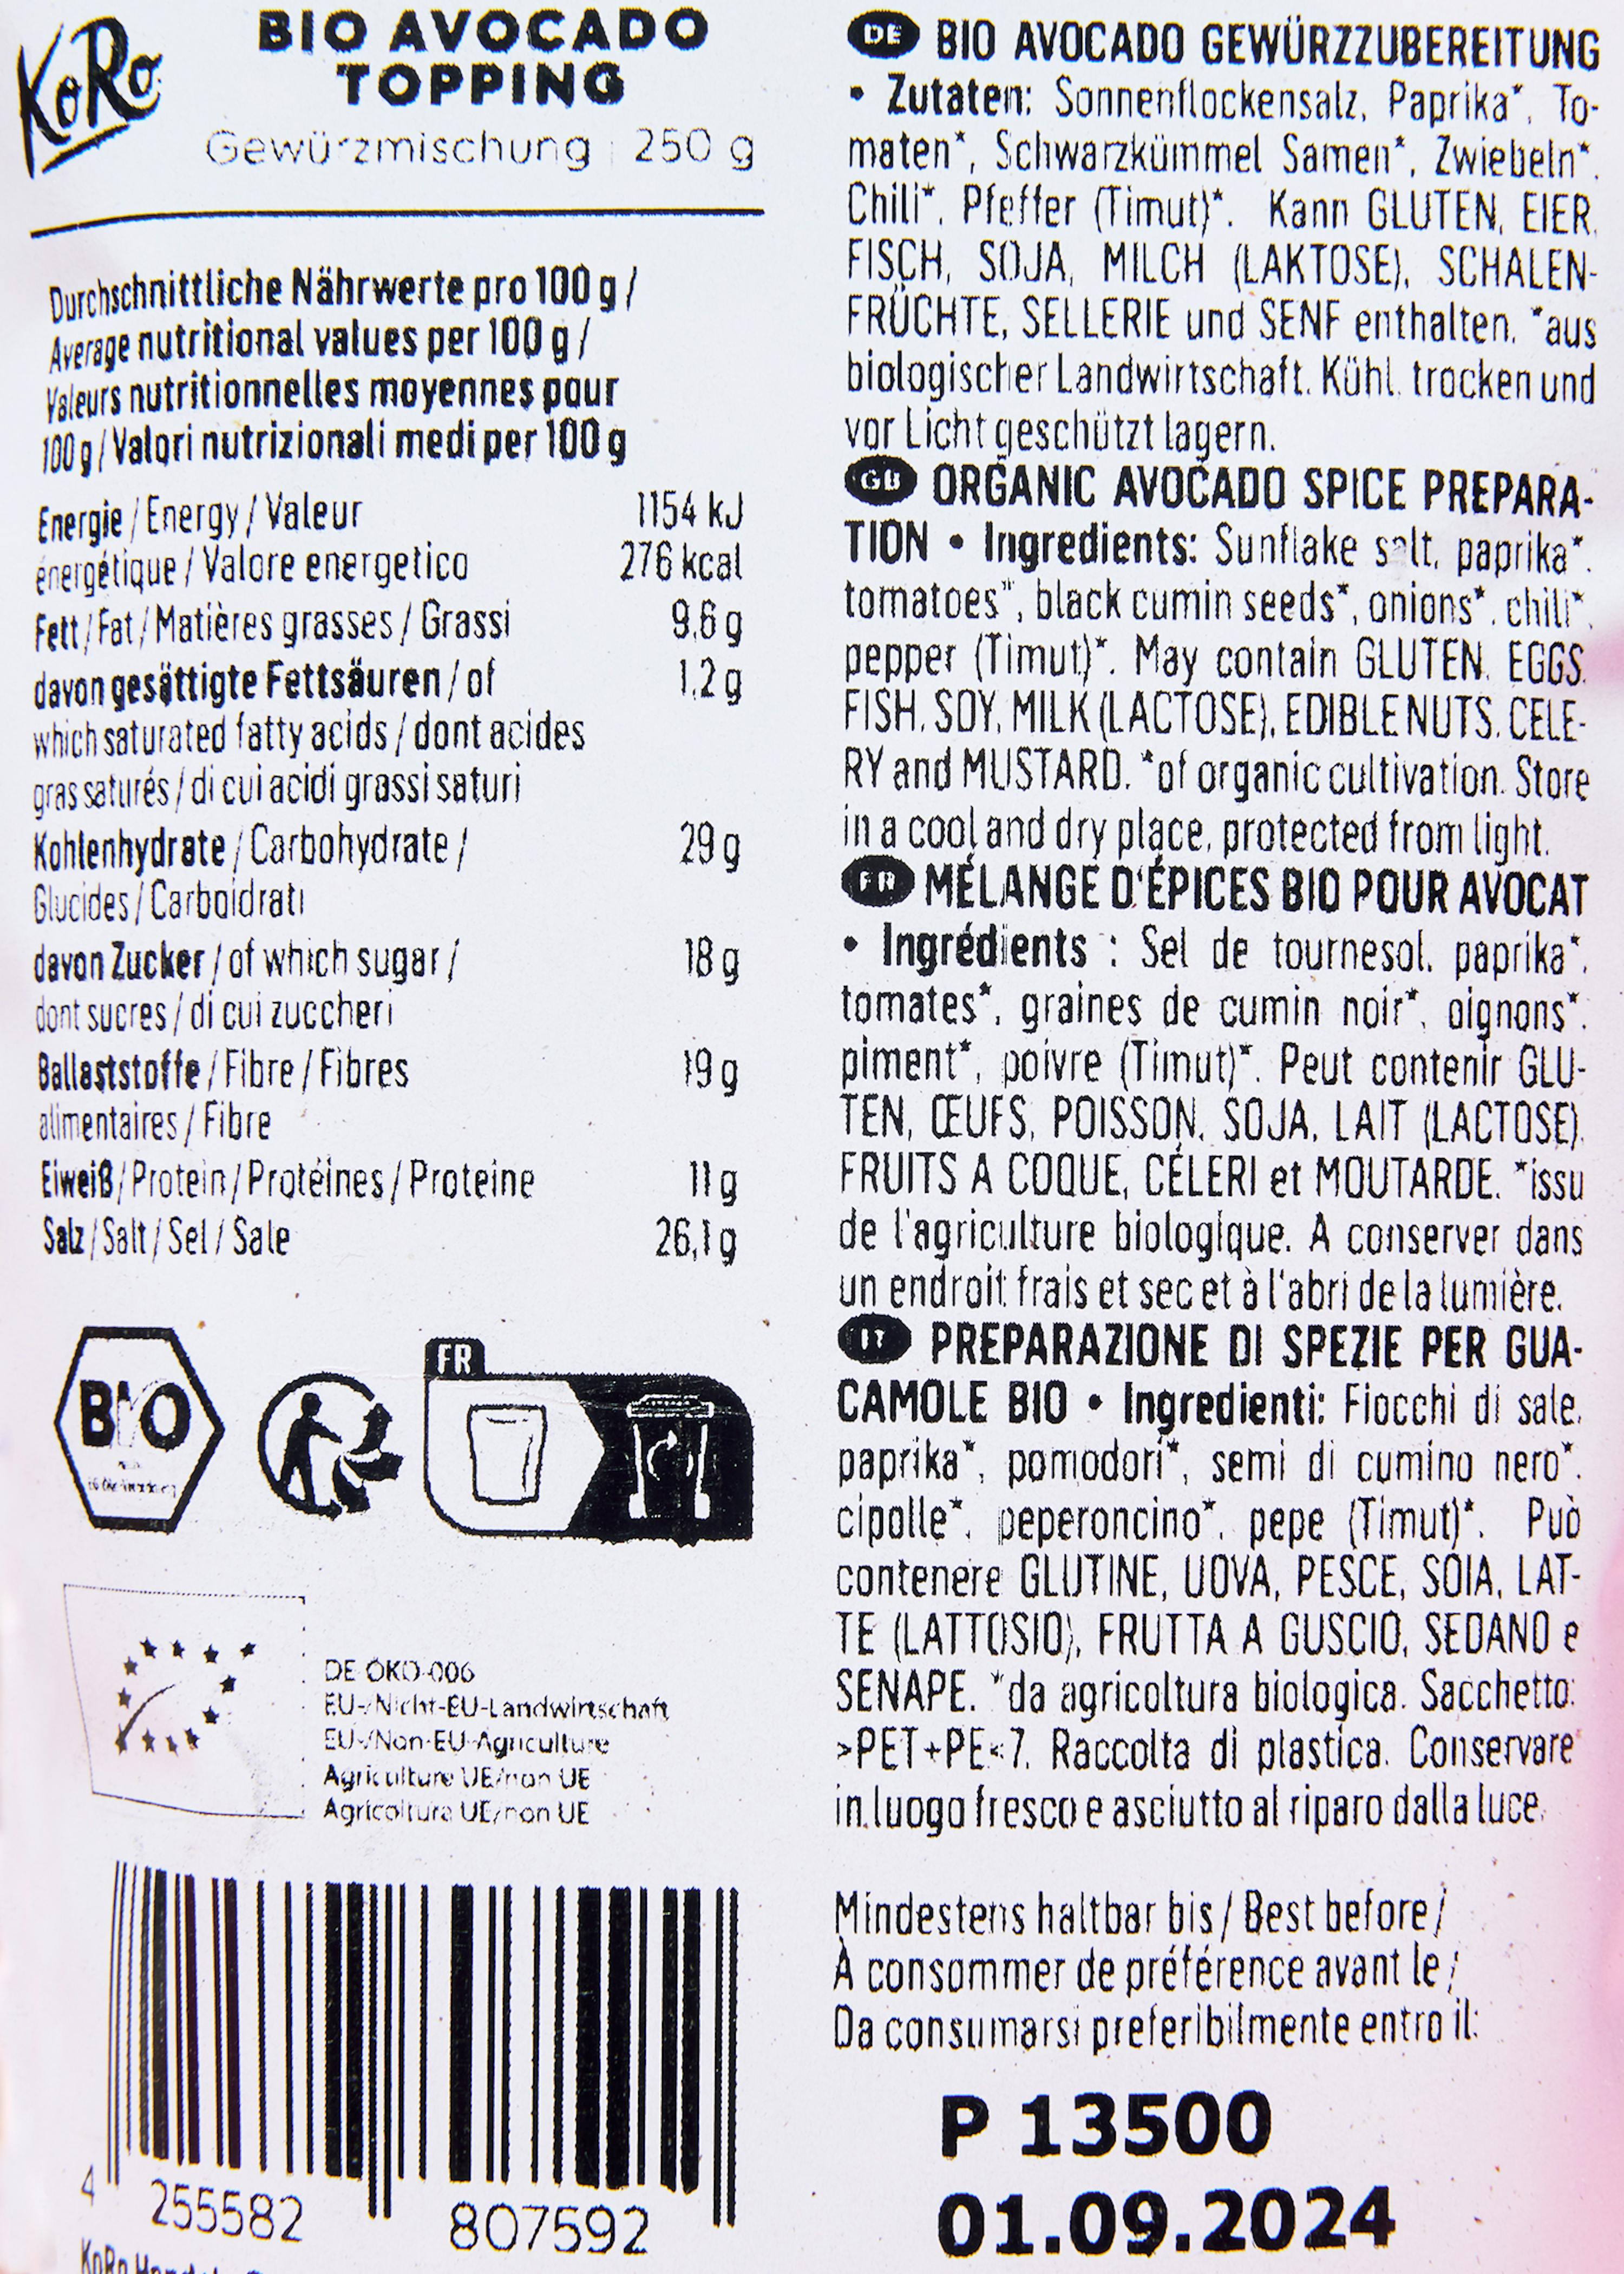 KoRo
BIO AVOCADO
TOPPING
Gewürzmischung | 250 g
Durchschnittliche Nährwerte pro 100 g /
Average nutritional values per 100 g /
Valeurs nutritionnelles moyennes pour
100 g / Valori nutrizionali medi per 100 g
Energie / Energy / Valeur 1154 kJ
énergétique / Valore energetico 276 kcal
Fett / Fat / Matières grasses / Grassi 9,6 g
davon gesättigte Fettsäuren / of 1,2 g
which saturated fatty acids / dont acides
gras saturés / di cui acidi grassi saturi
Kohlenhydrate / Carbohydrate / 29 g
Glucides / Carboidrati
davon Zucker / of which sugar / 18 g
dont sucres / di cui zuccheri
Ballaststoffe / Fibre / Fibres 19 g
alimentaires / Fibre
Eiweiß / Protein / Protéines / Proteine 11 g
Salz / Salt / Sel / Sale 26,1 g
BIO
FR
DE-ÖKO-006
EU-/Nicht-EU-Landwirtschaft
EU-/Non-EU-Agriculture
Agriculture UE/non UE
Agricoltura UE/non UE
4 255582 807592
DE BIO AVOCADO GEWÜRZZUBEREITUNG
• Zutaten: Sonnenflockensalz, Paprika*, To-
maten*, Schwarzkümmel Samen*, Zwiebeln*,
Chili*, Pfeffer (Timut)*. Kann GLUTEN, EIER,
FISCH, SOJA, MILCH (LAKTOSE), SCHALEN-
FRÜCHTE, SELLERIE und SENF enthalten. *aus
biologischer Landwirtschaft. Kühl, trocken und
vor Licht geschützt lagern.
GB ORGANIC AVOCADO SPICE PREPARA-
TION • Ingredients: Sunflake salt, paprika*,
tomatoes*, black cumin seeds*, onions*, chili*,
pepper (Timut)*. May contain GLUTEN, EGGS,
FISH, SOY, MILK (LACTOSE), EDIBLE NUTS, CELE-
RY and MUSTARD. *of organic cultivation. Store
in a cool and dry place, protected from light.
FR MÉLANGE D'ÉPICES BIO POUR AVOCAT
• Ingrédients : Sel de tournesol, paprika*,
tomates*, graines de cumin noir*, oignons*,
piment*, poivre (Timut)*. Peut contenir GLU-
TEN, ŒUFS, POISSON, SOJA, LAIT (LACTOSE),
FRUITS A COQUE, CÉLERI et MOUTARDE. *issu
de l'agriculture biologique. A conserver dans
un endroit frais et sec et à l'abri de la lumière.
IT PREPARAZIONE DI SPEZIE PER GUA-
CAMOLE BIO • Ingredienti: Fiocchi di sale,
paprika*, pomodori*, semi di cumino nero*,
cipolle*, peperoncino*, pepe (Timut)*. Può
contenere GLUTINE, UOVA, PESCE, SOIA, LAT-
TE (LATTOSIO), FRUTTA A GUSCIO, SEDANO e
SENAPE. *da agricoltura biologica. Sacchetto:
>PET+PE<7. Raccolta di plastica. Conservare
in luogo fresco e asciutto al riparo dalla luce.
Mindestens haltbar bis / Best before /
À consommer de préférence avant le /
Da consumarsi preferibilmente entro il:
P 13500
01.09.2024